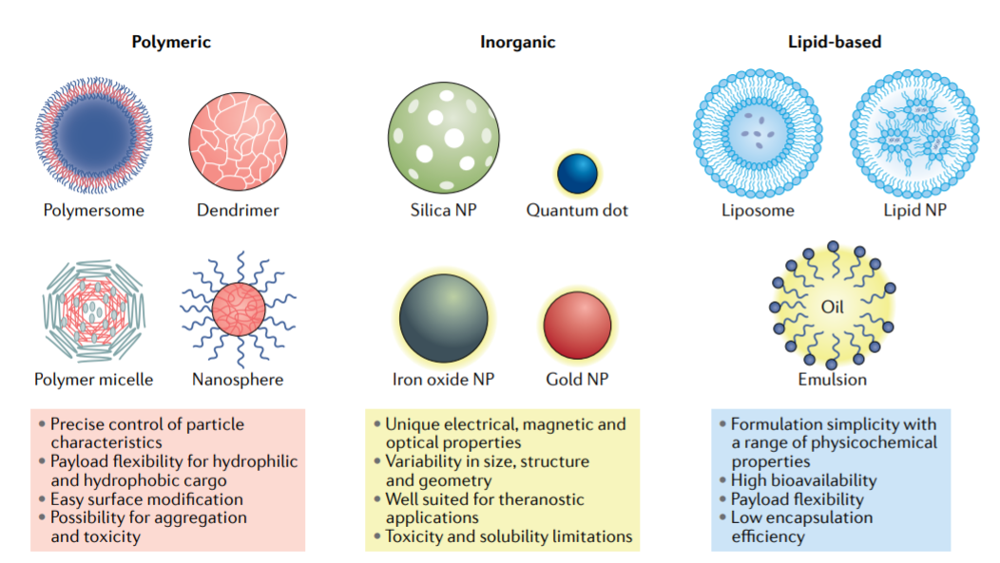 Polymeric
Inorganic
Lipid-based
Polymersome
Dendrimer
Silica NP
Quantum dot
Liposome
Lipid NP
Oil
Polymer micelle
Nanosphere
Iron oxide NP
Gold NP
Emulsion
• Precise control of particle
characteristics
• Payload flexibility for hydrophilic
and hydrophobic cargo
• Easy surface modification
• Possibility for aggregation
and toxicity
• Unique electrical, magnetic and
optical properties
• Variability in size, structure
and geometry
• Well suited for theranostic
applications
• Toxicity and solubility limitations
• Formulation simplicity with
a range of physicochemical
properties
• High bioavailability
• Payload flexibility
• Low encapsulation
efficiency